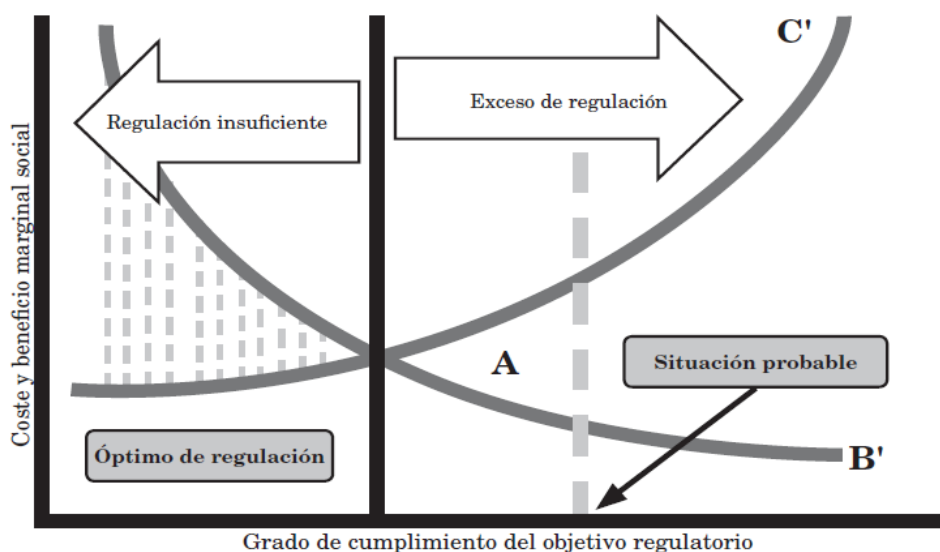 C'
Exceso de regulación
Regulación insuficiente
Coste y beneficio marginal social
A
Situación probable
Óptimo de regulación
B'
Grado de cumplimiento del objetivo regulatorio